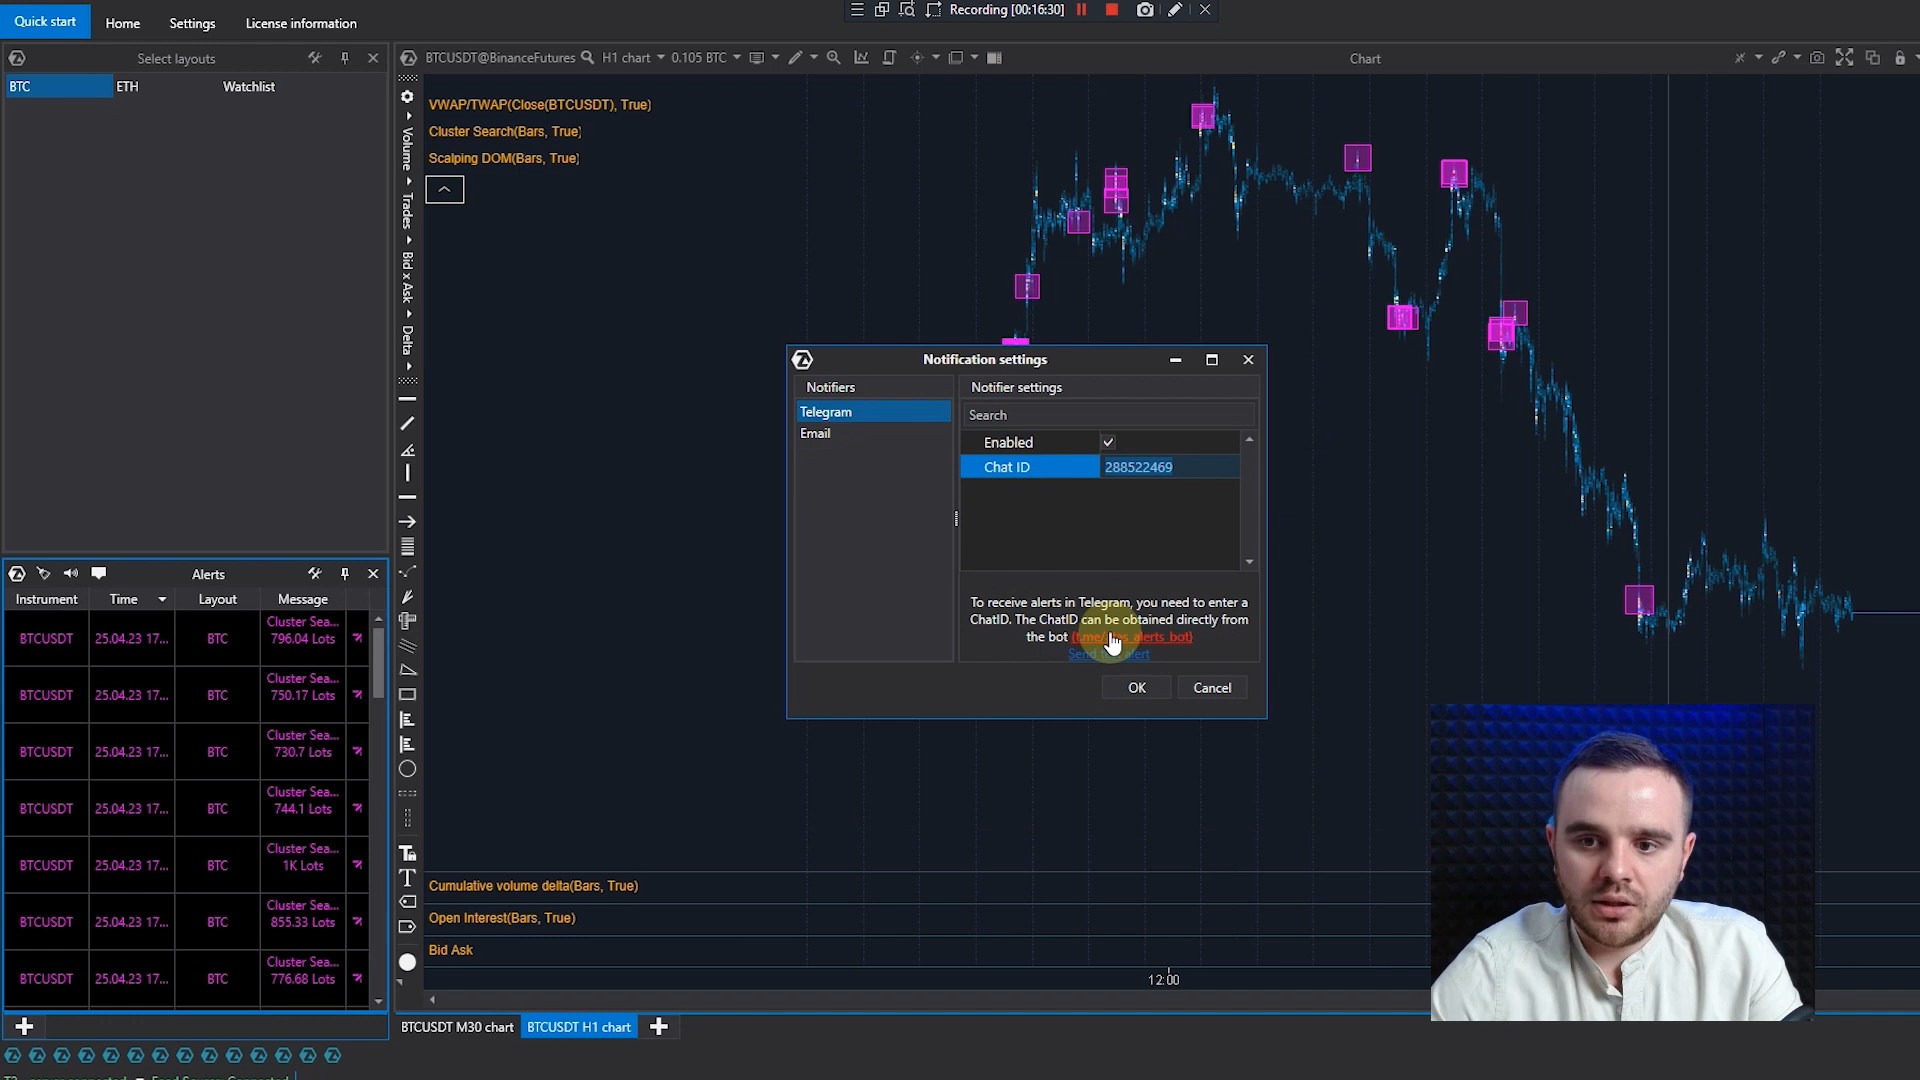 Quick start
Home
Settings
License information
Recording [00:16:30]
Select layouts
BTC
ETH
Watchlist
BTCUSDT@BinanceFutures
H1 chart
0.105 BTC
Chart
VWAP/TWAP(Close(BTCUSDT), True)
Cluster Search(Bars, True)
Scalping DOM(Bars, True)
Volume
Trades
Bid x Ask
Delta
Notification settings
Notifiers
Notifier settings
Telegram
Email
Search
Enabled
Chat ID
288522469
To receive alerts in Telegram, you need to enter a
ChatID. The ChatID can be obtained directly from
the bot
Alerts
Instrument
Time
Layout
Message
BTCUSDT 25.04.23 17... BTC Cluster Sea...
796.04 Lots
BTCUSDT 25.04.23 17... BTC Cluster Sea...
750.17 Lots
BTCUSDT 25.04.23 17... BTC Cluster Sea...
730.7 Lots
BTCUSDT 25.04.23 17... BTC Cluster Sea...
744.1 Lots
BTCUSDT 25.04.23 17... BTC Cluster Sea...
1K Lots
BTCUSDT 25.04.23 17... BTC Cluster Sea...
855.33 Lots
BTCUSDT 25.04.23 17... BTC Cluster Sea...
776.68 Lots
OK
Cancel
Cumulative volume delta(Bars, True)
Open Interest(Bars, True)
Bid Ask
12:00
BTCUSDT M30 chart
BTCUSDT H1 chart